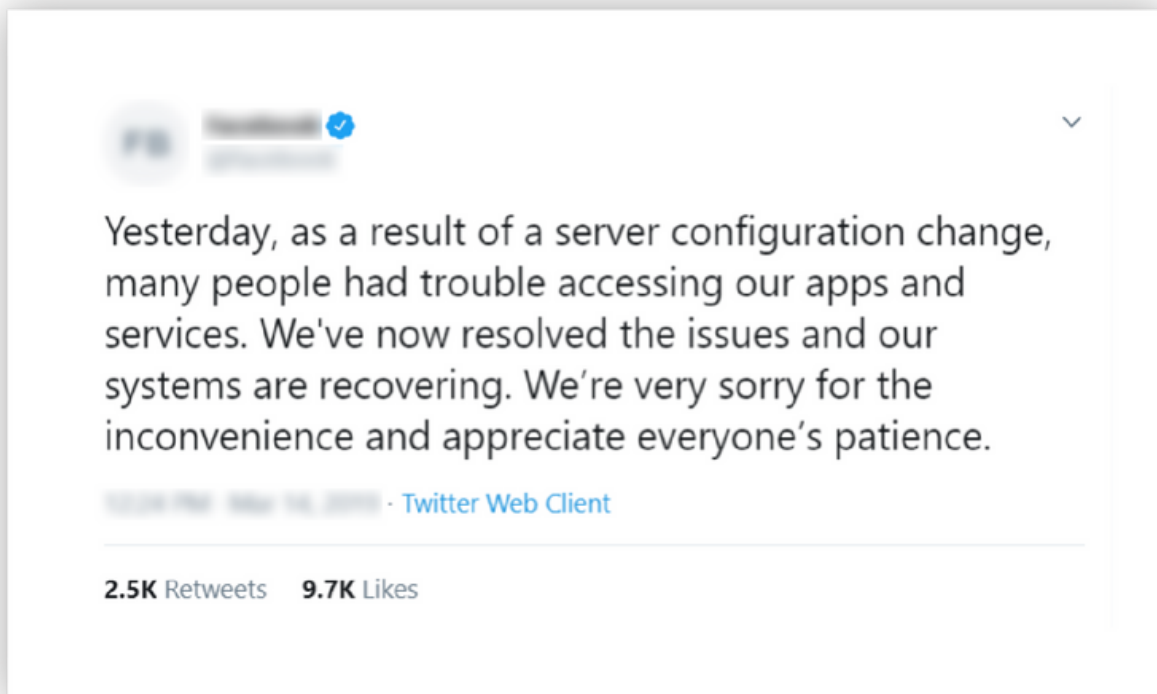 Yesterday, as a result of a server configuration change,
many people had trouble accessing our apps and
services. We've now resolved the issues and our
systems are recovering. We’re very sorry for the
inconvenience and appreciate everyone’s patience.
· Twitter Web Client
2.5K Retweets 9.7K Likes